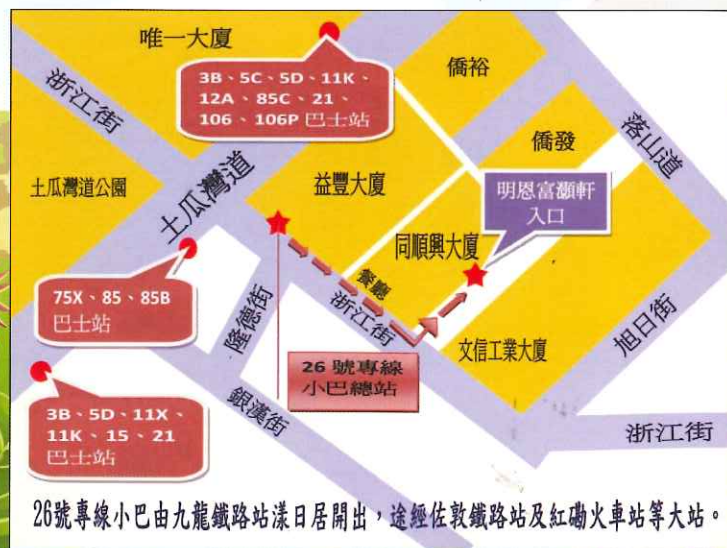 唯一大廈
3B、5C、5D、11K、
12A、85C、21、
106、106P 巴士站
僑裕
浙江街
僑發
落山道
土瓜灣道公園
土瓜灣道
益豐大廈
明恩富灝軒
入口
同順興大廈
75X、85、85B
巴士站
隆德街
餐廳
浙江街
旭日街
文信工業大廈
26 號專線
小巴總站
3B、5D、11X、
11K、15、21
巴士站
銀漢街
浙江街
26號專線小巴由九龍鐵路站漾日居開出，途經佐敦鐵路站及紅磡火車站等大站。